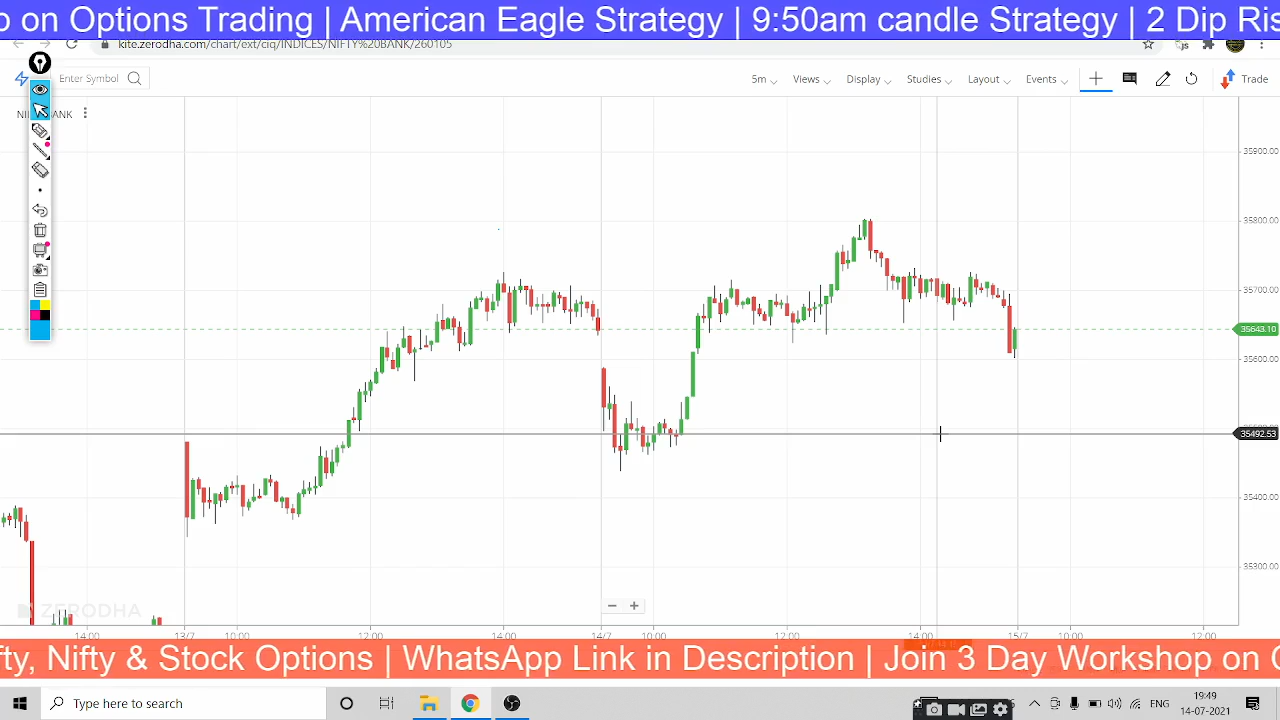 o on Options Trading | American Eagle Strategy | 9:50am candle Strategy | 2 Dip Ris
kite.zerodha.com/chart/ext/ciq/INDICES/NIFTY%20BANK/260105
Enter Symbol
5m Views Display Studies Layout Events Trade
BANK
35900.00
35800.00
35700.00
35643.10
35600.00
35492.53
35400.00
35300.00
ZERODHA
14:00 13/7 10:00 12:00 14:00 14/7 10:00 12:00 14:00 15/7 10:00 12:00
fty, Nifty & Stock Options | WhatsApp Link in Description | Join 3 Day Workshop on
Type here to search
ENG
19:49
14-07-2021